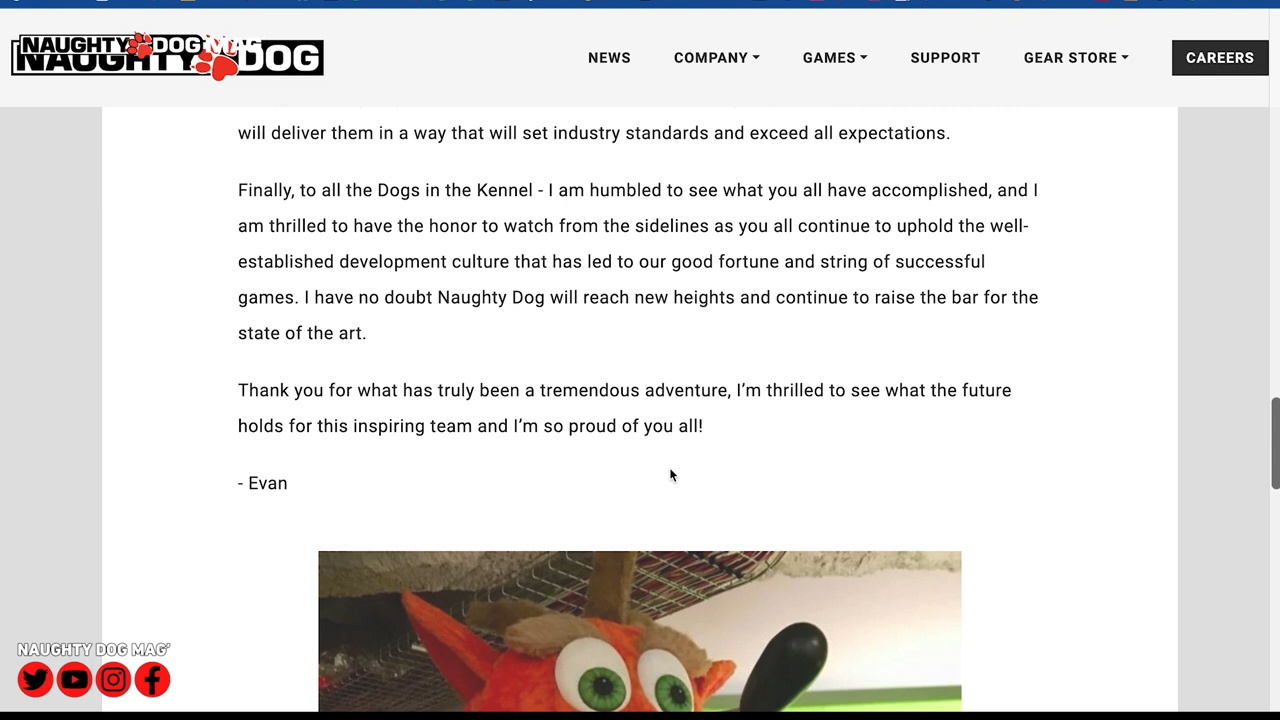 NAUGHTY DOG MAG
NAUGHTY DOG
NEWS COMPANY GAMES SUPPORT GEAR STORE CAREERS
will deliver them in a way that will set industry standards and exceed all expectations.
Finally, to all the Dogs in the Kennel - I am humbled to see what you all have accomplished, and I
am thrilled to have the honor to watch from the sidelines as you all continue to uphold the well-
established development culture that has led to our good fortune and string of successful
games. I have no doubt Naughty Dog will reach new heights and continue to raise the bar for the
state of the art.
Thank you for what has truly been a tremendous adventure, I’m thrilled to see what the future
holds for this inspiring team and I’m so proud of you all!
- Evan
NAUGHTY DOG MAG'